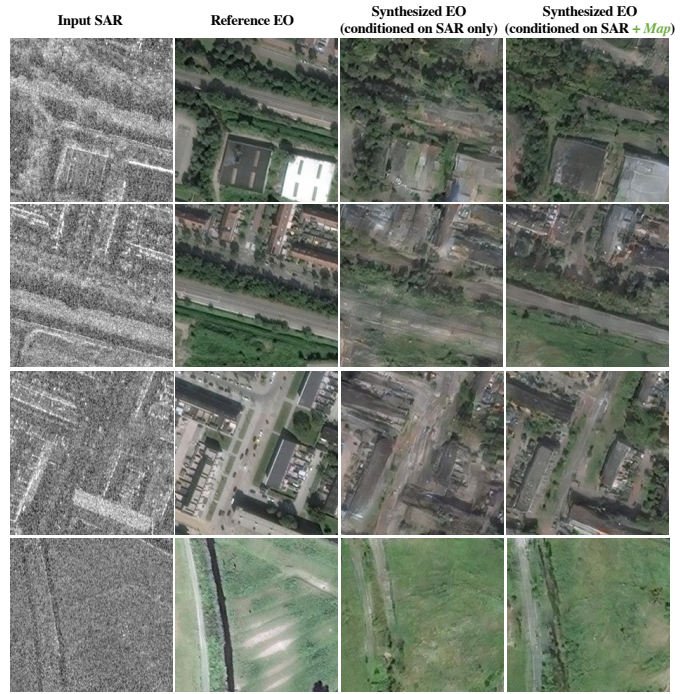 Input SAR
Reference EO
Synthesized EO
(conditioned on SAR only)
Synthesized EO
(conditioned on SAR + Map)